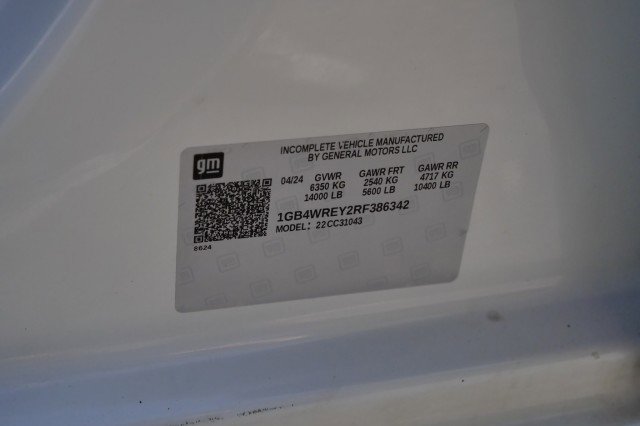 gm
INCOMPLETE VEHICLE MANUFACTURED
BY GENERAL MOTORS LLC
04/24 GVWR GAWR FRT GAWR RR
6350 KG 2540 KG 4717 KG
14000 LB 5600 LB 10400 LB
1GB4WREY2RF386342
MODEL: 22CC31043
8624